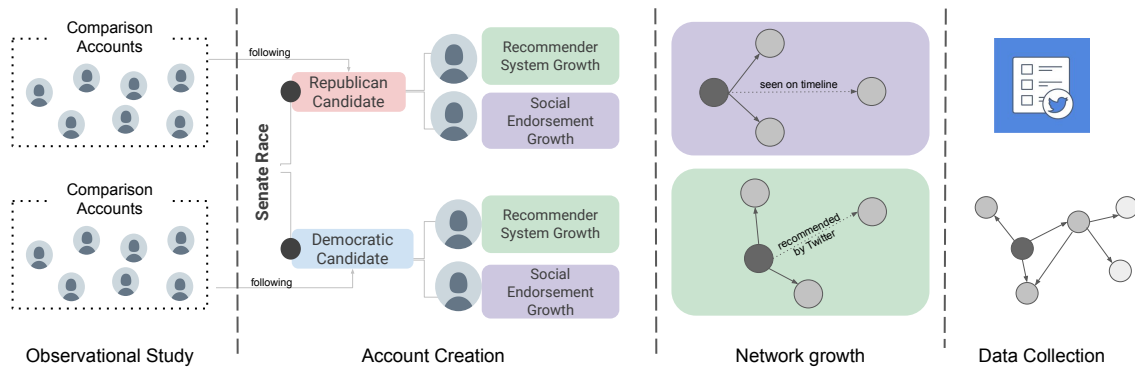 Comparison
Accounts
following
Republican
Candidate
Recommender
System Growth
Social
Endorsement
Growth
Senate Race
Comparison
Accounts
following
Democratic
Candidate
Recommender
System Growth
Social
Endorsement
Growth
seen on timeline
recommended
by Twitter
Observational Study
Account Creation
Network growth
Data Collection